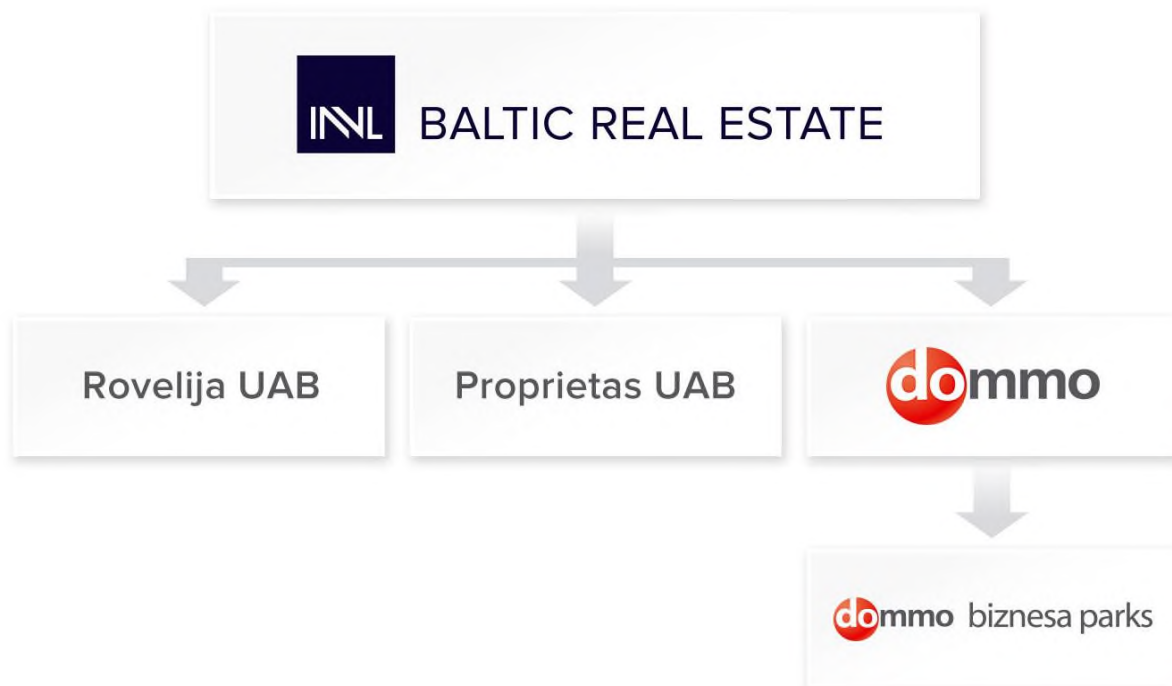 INVL BALTIC REAL ESTATE
Rovelija UAB
Proprietas UAB
dommo
dommo biznesa parks